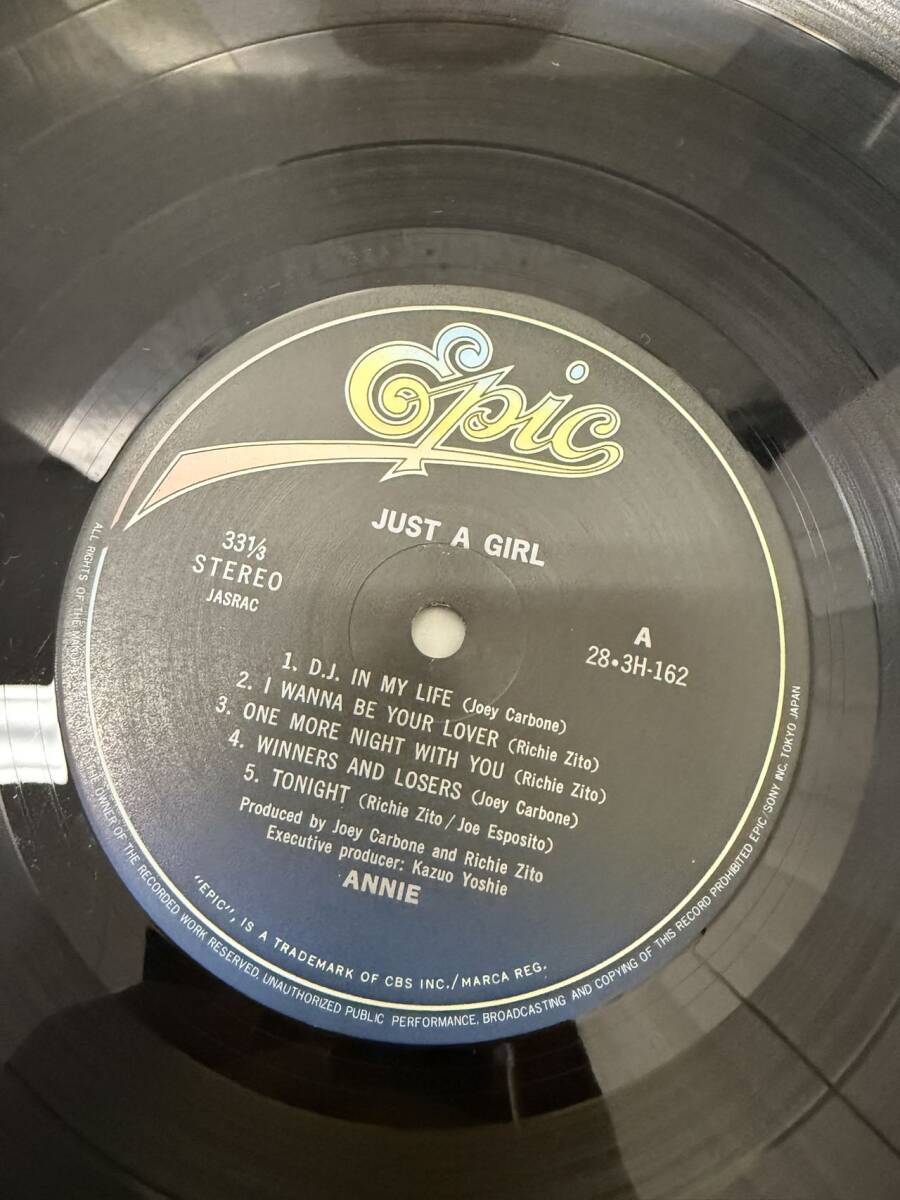 Epic
JUST A GIRL
33⅓
STEREO
JASRAC
A
28•3H-162
1. D.J. IN MY LIFE (Joey Carbone)
2. I WANNA BE YOUR LOVER (Richie Zito)
3. ONE MORE NIGHT WITH YOU (Richie Zito)
4. WINNERS AND LOSERS (Joey Carbone)
5. TONIGHT (Richie Zito/Joe Esposito)
Produced by Joey Carbone and Richie Zito
Executive producer: Kazuo Yoshie
ANNIE
"EPIC", IS A TRADEMARK OF CBS INC./MARCA REG.
ALL RIGHTS OF THE OWNER OF THE RECORDED WORK RESERVED, UNAUTHORIZED PUBLIC PERFORMANCE, BROADCASTING AND COPYING OF THIS RECORD PROHIBITED EPIC/SONY INC. TOKYO JAPAN